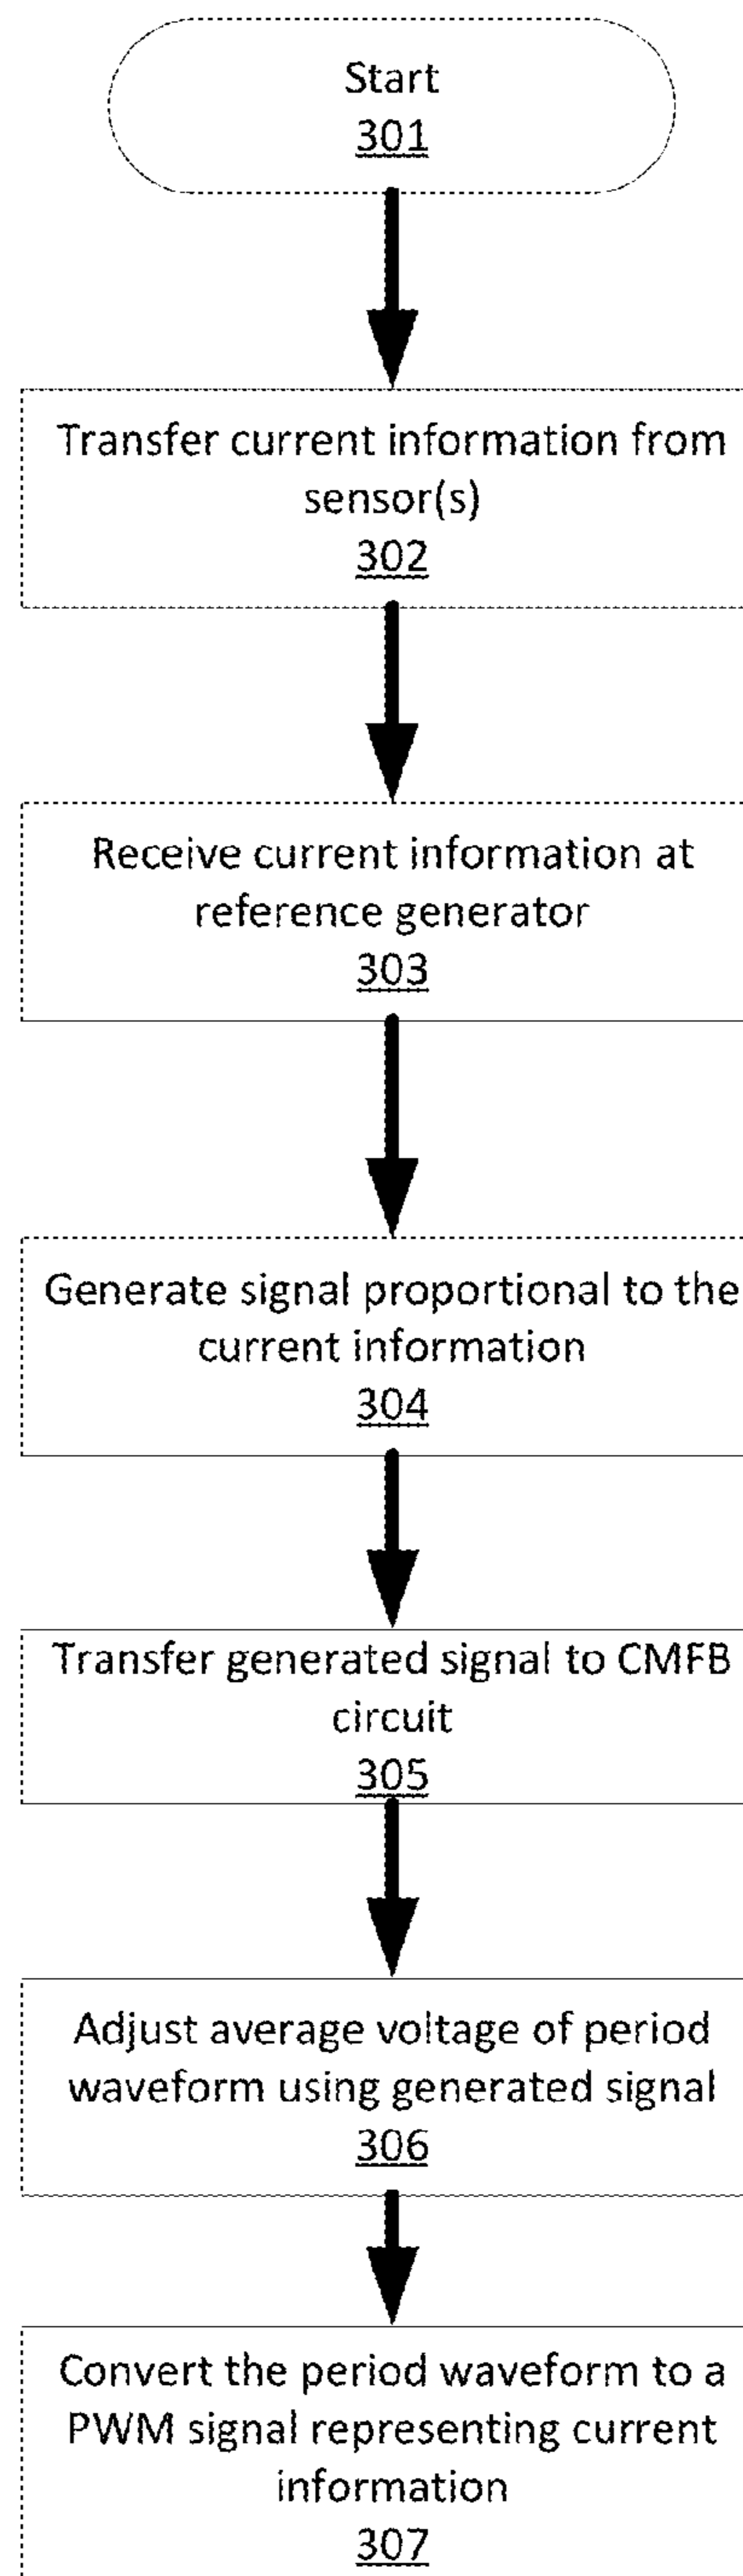 Start
301
Transfer current information from
sensor(s)
302
Receive current information at
reference generator
303
Generate signal proportional to the
current information
304
Transfer generated signal to CMFB
circuit
305
Adjust average voltage of period
waveform using generated signal
306
Convert the period waveform to a
PWM signal representing current
information
307